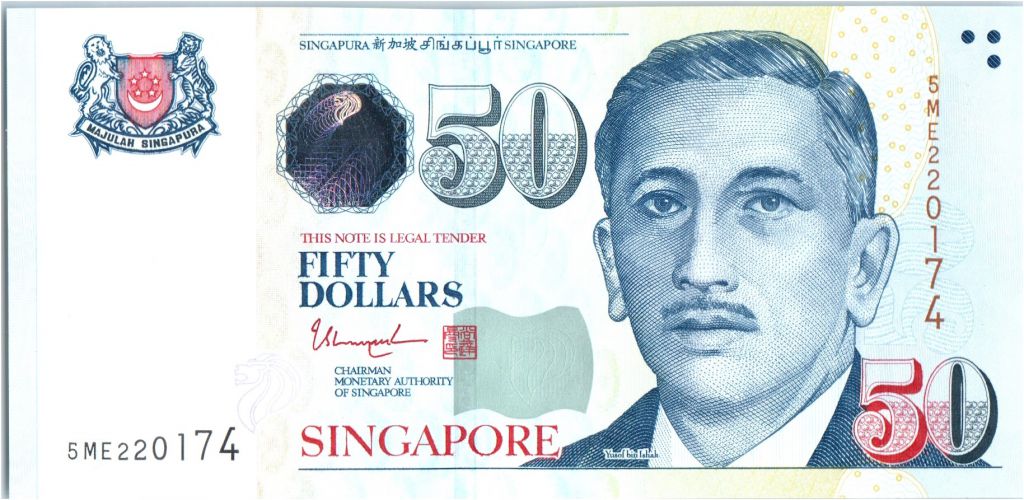 MAJULAH SINGAPURA
SINGAPURA 新加坡 சிங்கப்பூர் SINGAPORE
50
THIS NOTE IS LEGAL TENDER
FIFTY
DOLLARS
CHAIRMAN
MONETARY AUTHORITY
OF SINGAPORE
SINGAPORE
5ME220174
5ME220174
Yusof bin Ishak
50